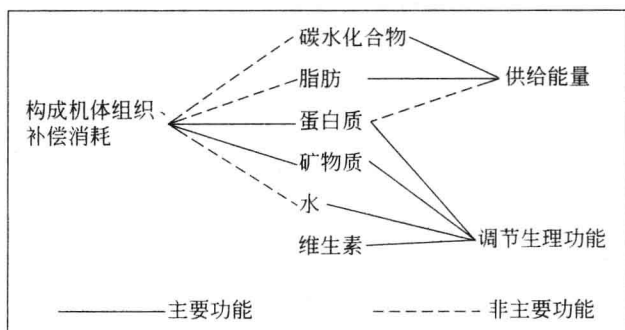 碳水化合物
脂肪
供给能量
构成机体组织
补偿消耗
蛋白质
矿物质
水
维生素
调节生理功能
主要功能
非主要功能